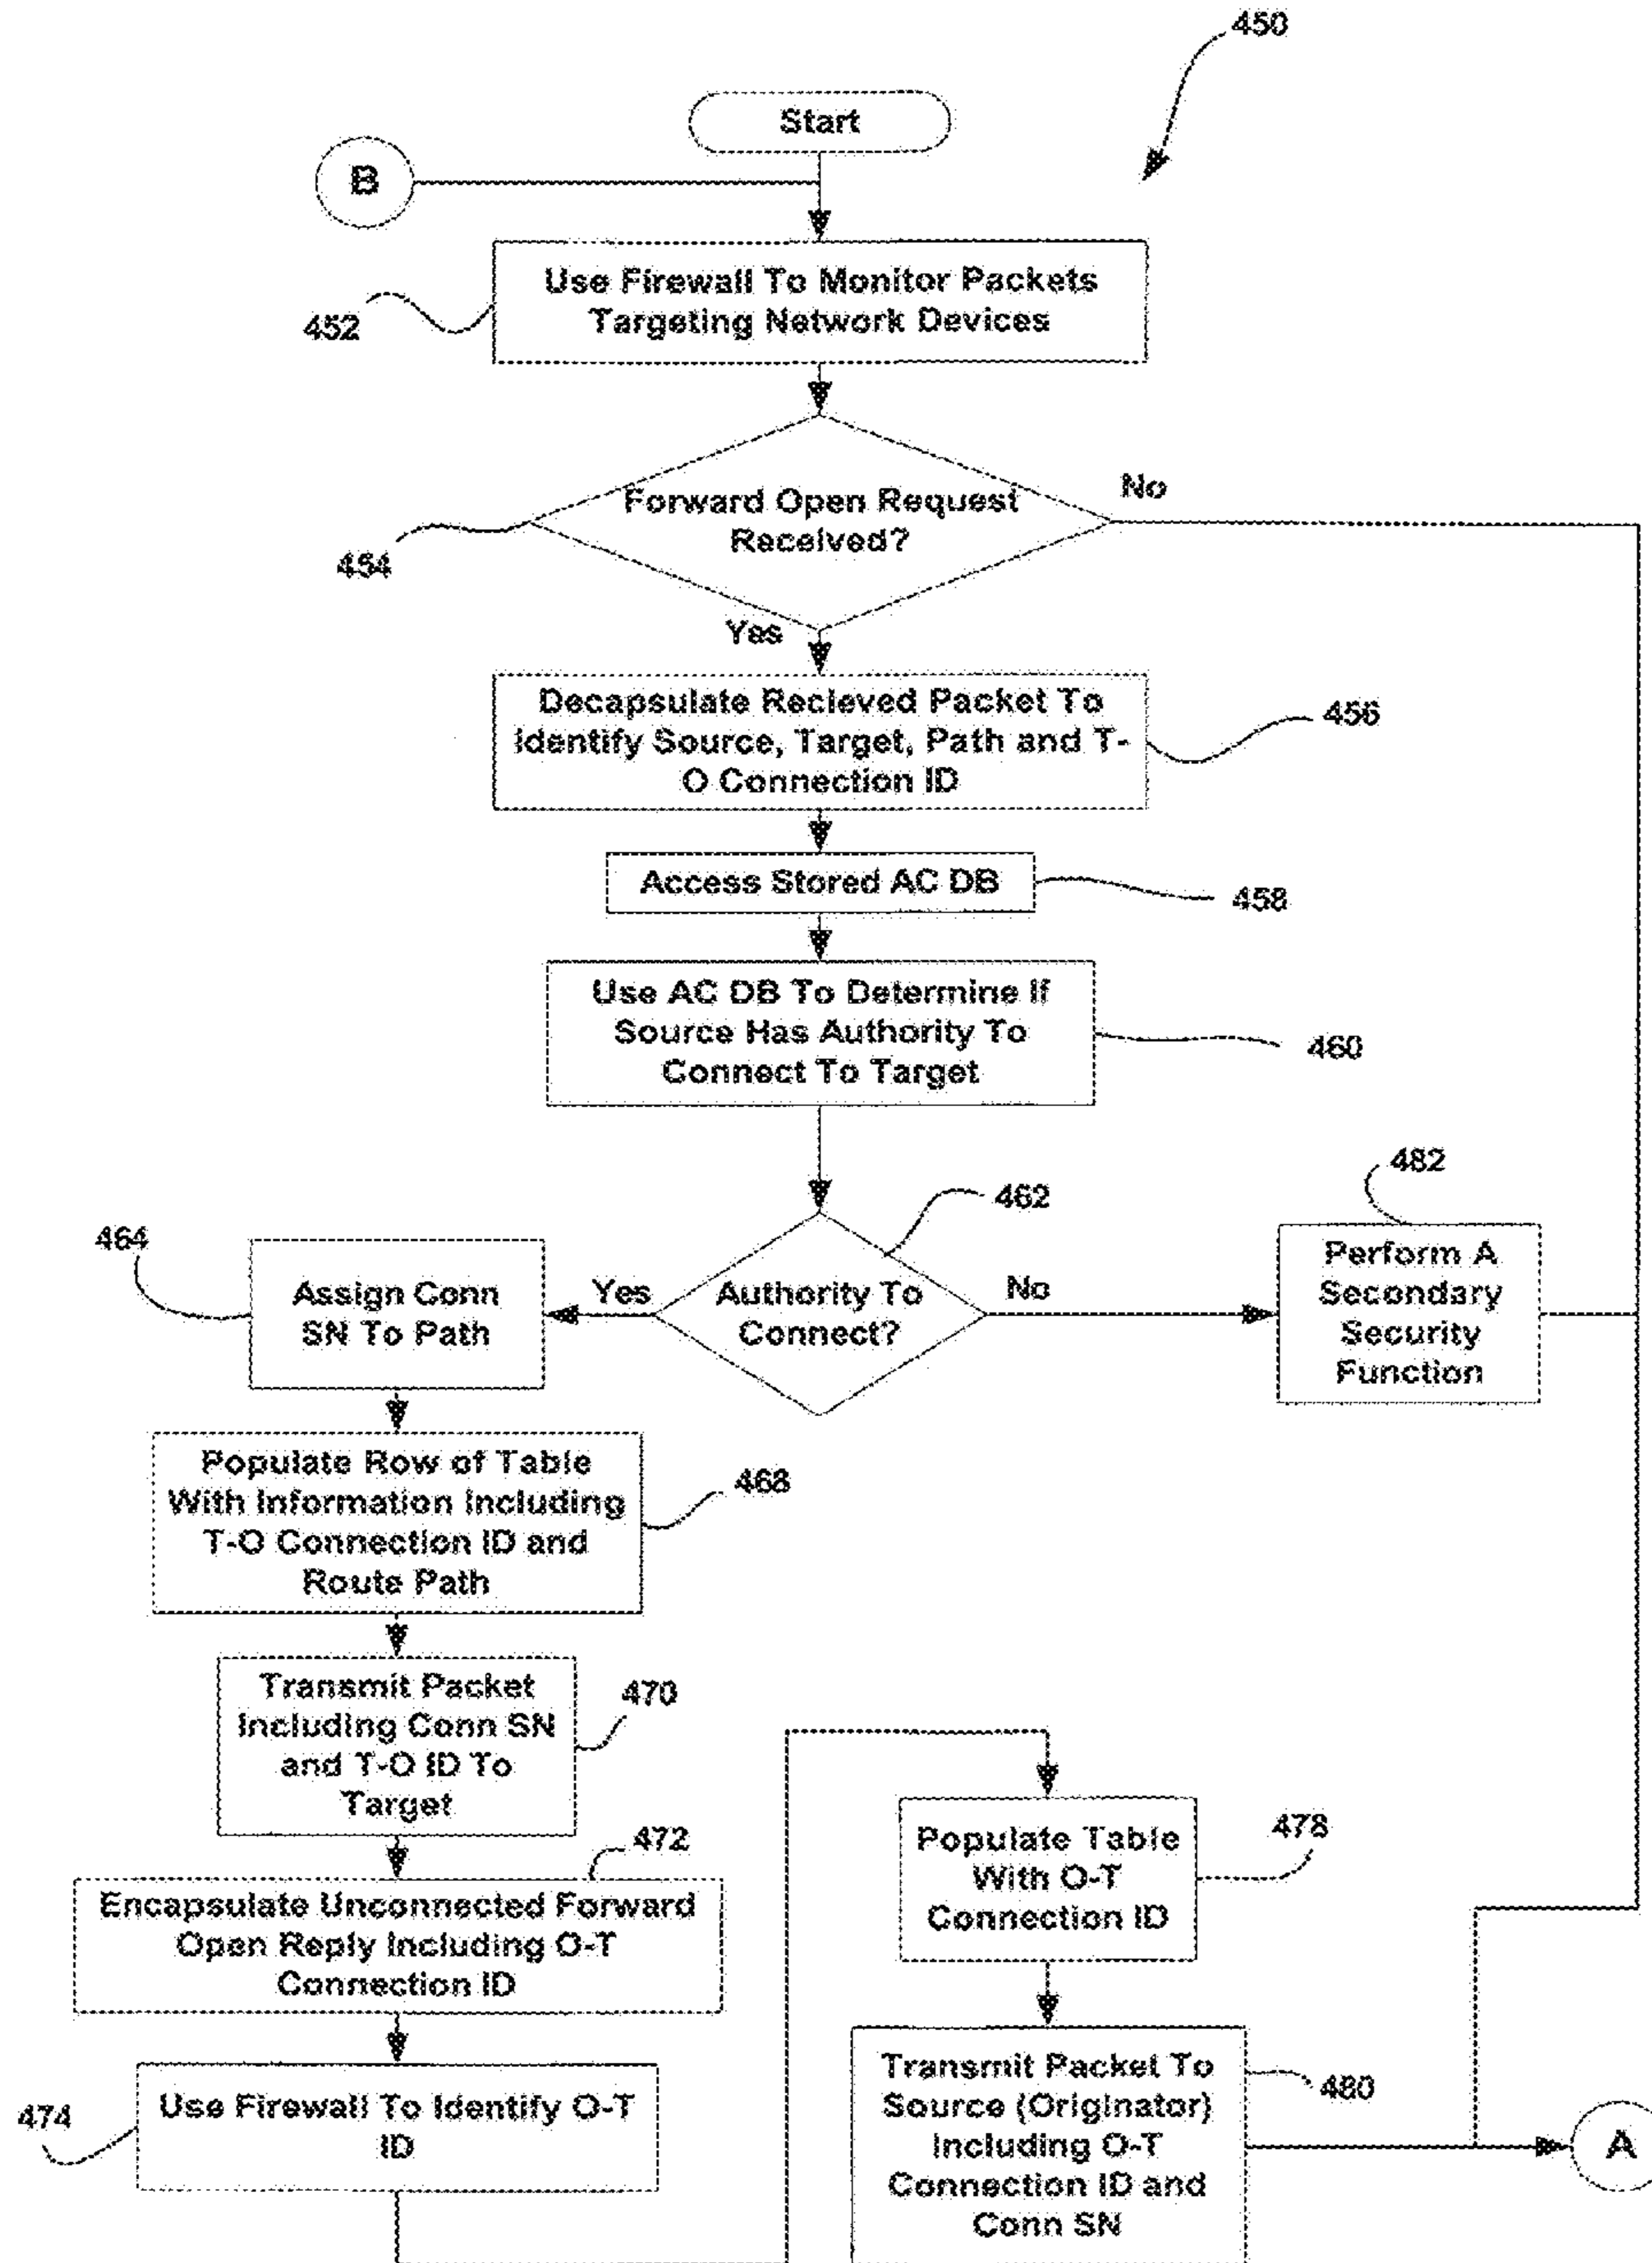 450
Start
B
Use Firewall To Monitor Packets
Targeting Network Devices
452
Forward Open Request
Received?
No
454
Yes
Decapsulate Recieved Packet To
Identify Source, Target, Path and T-
O Connection ID
456
Access Stored AC DB
458
Use AC DB To Determine If
Source Has Authority To
Connect To Target
460
462
482
464
Assign Conn
SN To Path
Yes
Authority To
Connect?
No
Perform A
Secondary
Security
Function
Populate Row of Table
With Information Including
T-O Connection ID and
Route Path
468
Transmit Packet
Including Conn SN
and T-O ID To
Target
470
472
Encapsulate Unconnected Forward
Open Reply Including O-T
Connection ID
Populate Table
With O-T
Connection ID
478
474
Use Firewall To Identify O-T
ID
Transmit Packet To
Source (Originator)
Including O-T
Connection ID and
Conn SN
480
A